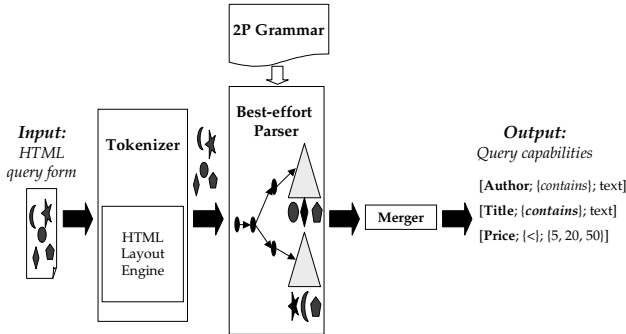 2P Grammar
Input:
HTML
query form
Tokenizer
HTML
Layout
Engine
Best-effort
Parser
Merger
Output:
Query capabilities
[Author; {contains}; text]
[Title; {contains}; text]
[Price; {<}; {5, 20, 50}]